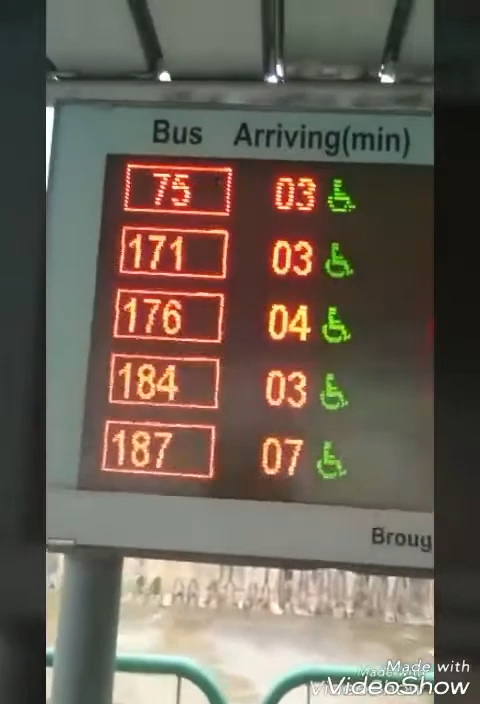 Bus Arriving(min)
75 03
171 03
176 04
184 03
187 07
Broug
Made with
VideoShow